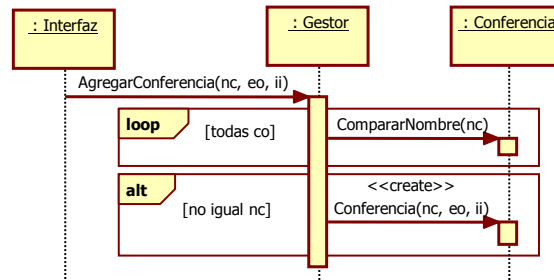 : Interfaz
: Gestor
: Conferencia
AgregarConferencia(nc, eo, ii)
loop
[todas co]
CompararNombre(nc)
alt
<<create>>
[no igual nc]
Conferencia(nc, eo, ii)